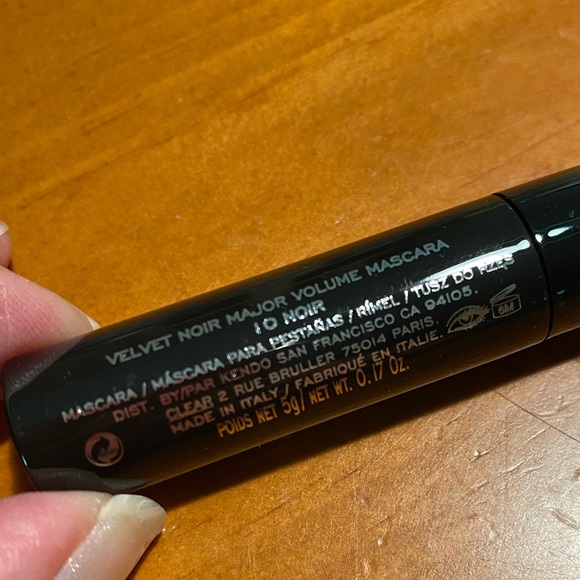 VELVET NOIR MAJOR VOLUME MASCARA
10 NOIR
MASCARA / MÁSCARA PARA PESTAÑAS / RÍMEL / TUSZ DO RZĘS
DIST. BY/PAR KENDO SAN FRANCISCO CA 94105.
CLEAR 2 RUE BRULLER 75014 PARIS.
MADE IN ITALY / FABRIQUÉ EN ITALIE.
POIDS NET 5g/ NET WT. 0.17 Oz.
6M